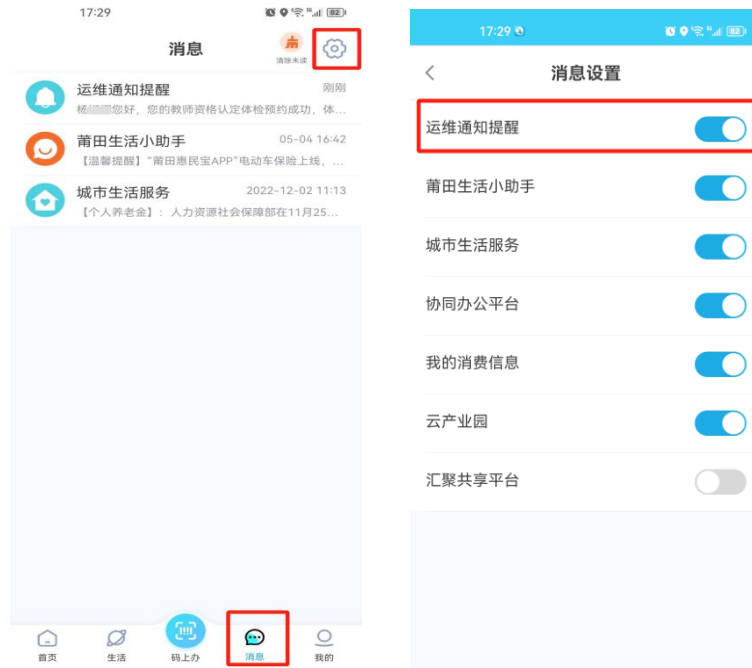 17:29
82
消息
清除未读
运维通知提醒
刚刚
杨 您好，您的教师资格认定体检预约成功，体...
莆田生活小助手
05-04 16:42
【温馨提醒】“莆田惠民宝APP”电动车保险上线，...
城市生活服务
2022-12-02 11:13
【个人养老金】：人力资源社会保障部在11月25...
首页
生活
码上办
消息
我的
17:29
82
消息设置
运维通知提醒
莆田生活小助手
城市生活服务
协同办公平台
我的消费信息
云产业园
汇聚共享平台